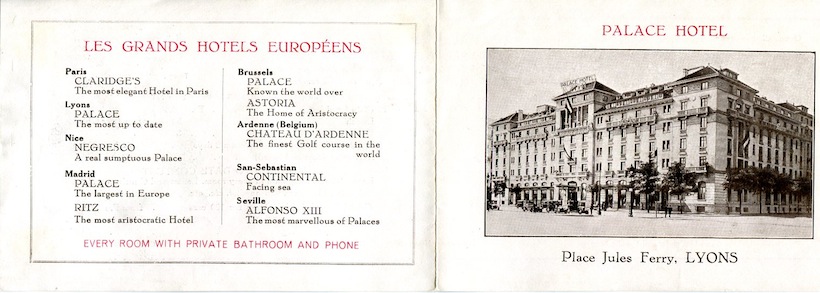 LES GRANDS HOTELS EUROPÉENS
Paris
CLARIDGE'S
The most elegant Hotel in Paris
Lyons
PALACE
The most up to date
Nice
NEGRESCO
A real sumptuous Palace
Madrid
PALACE
The largest in Europe
RITZ
The most aristocratic Hotel
Brussels
PALACE
Known the world over
ASTORIA
The Home of Aristocracy
Ardenne (Belgium)
CHATEAU D'ARDENNE
The finest Golf course in the
world
San-Sebastian
CONTINENTAL
Facing sea
Seville
ALFONSO XIII
The most marvellous of Palaces
EVERY ROOM WITH PRIVATE BATHROOM AND PHONE
PALACE HOTEL
PALACE HOTEL
Place Jules Ferry, LYONS